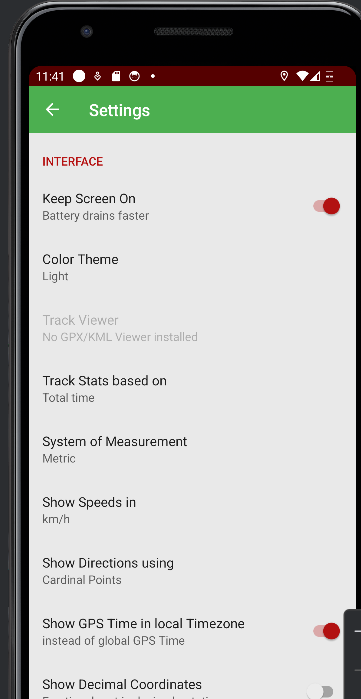 11:41
Settings
INTERFACE
Keep Screen On
Battery drains faster
Color Theme
Light
Track Viewer
No GPX/KML Viewer installed
Track Stats based on
Total time
System of Measurement
Metric
Show Speeds in
km/h
Show Directions using
Cardinal Points
Show GPS Time in local Timezone
instead of global GPS Time
Show Decimal Coordinates